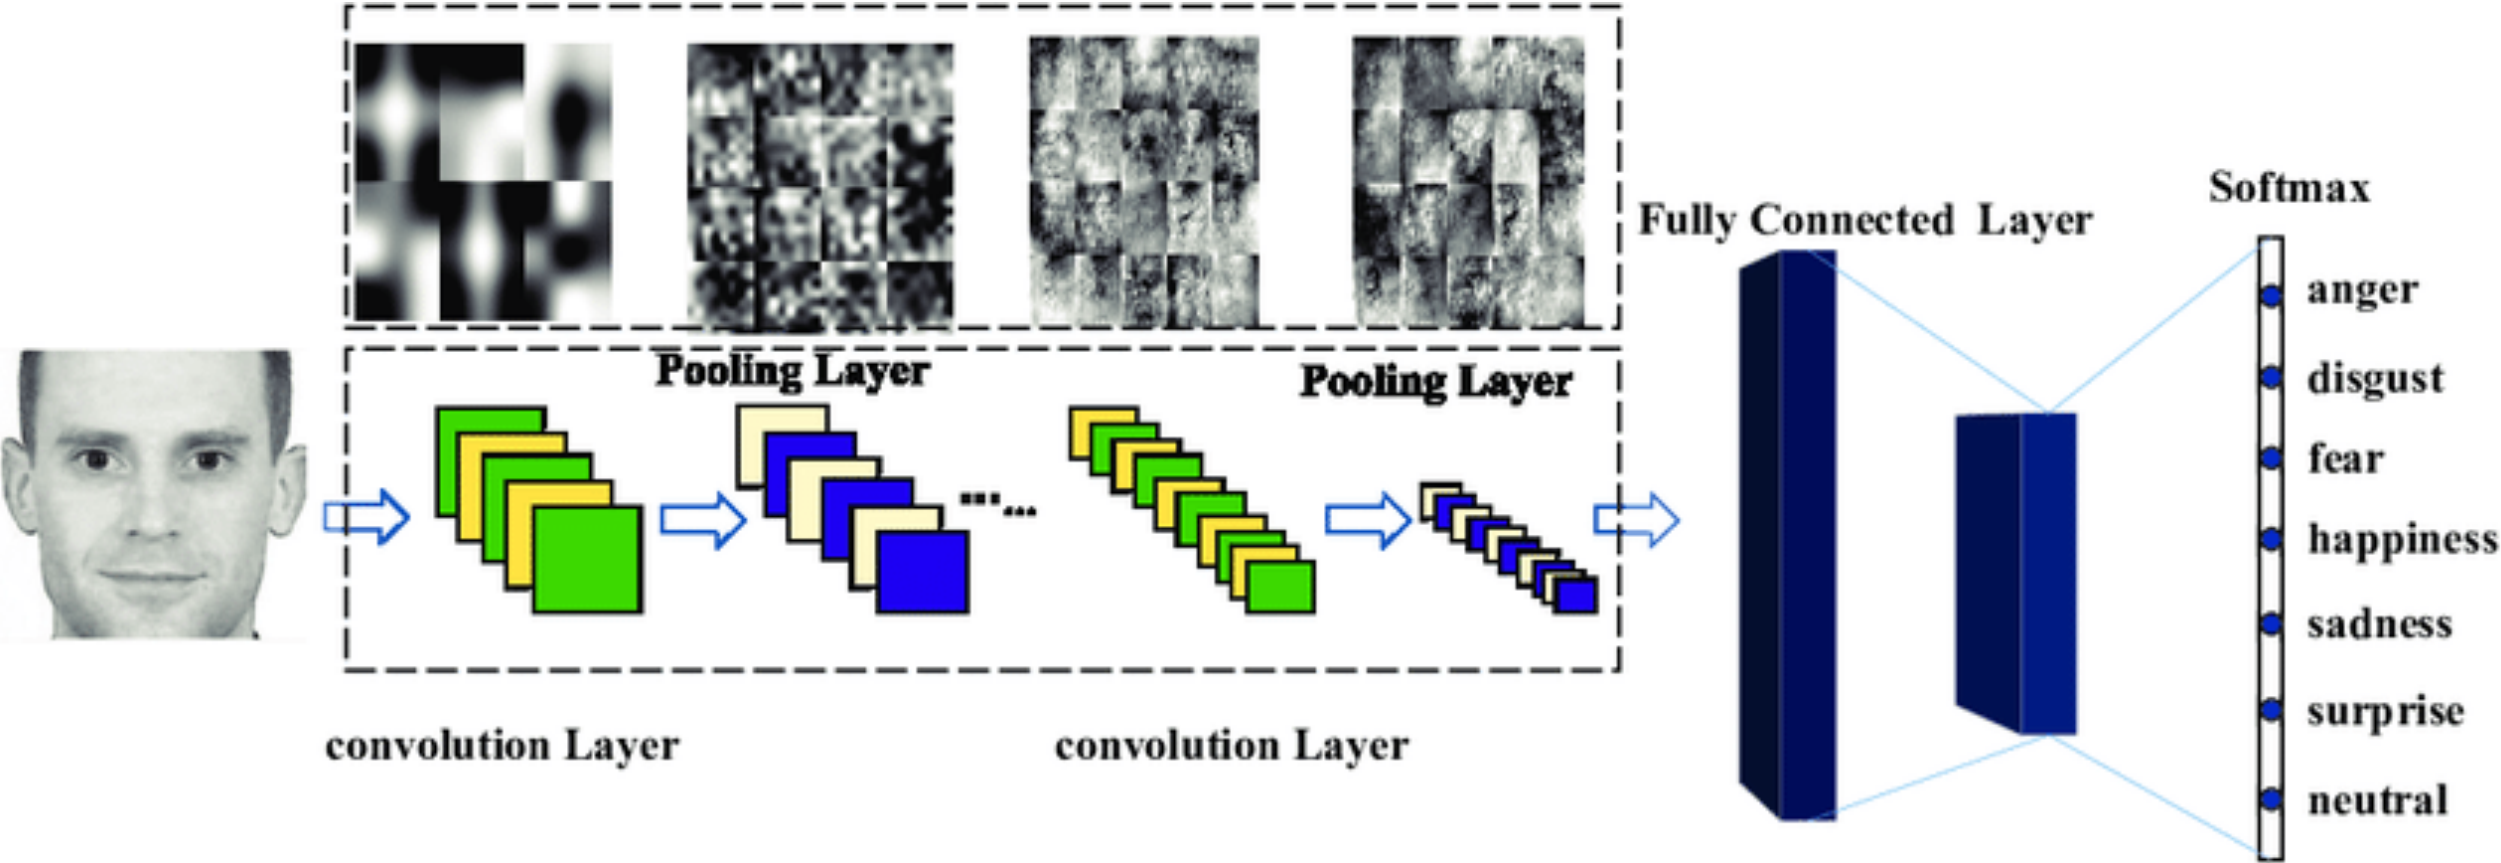 Pooling Layer
Pooling Layer
convolution Layer
convolution Layer
Fully Connected Layer
Softmax
anger
disgust
fear
happiness
sadness
surprise
neutral